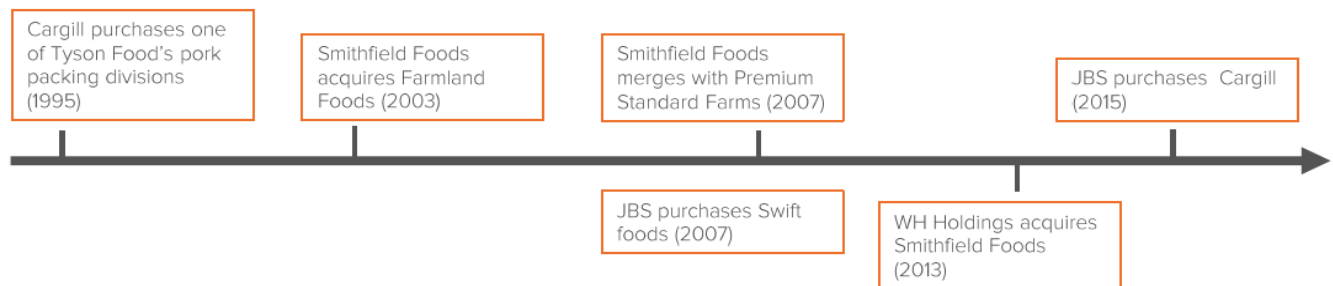 Cargill purchases one
of Tyson Food's pork
packing divisions
(1995)
Smithfield Foods
acquires Farmland
Foods (2003)
Smithfield Foods
merges with Premium
Standard Farms (2007)
JBS purchases Cargill
(2015)
JBS purchases Swift
foods (2007)
WH Holdings acquires
Smithfield Foods
(2013)